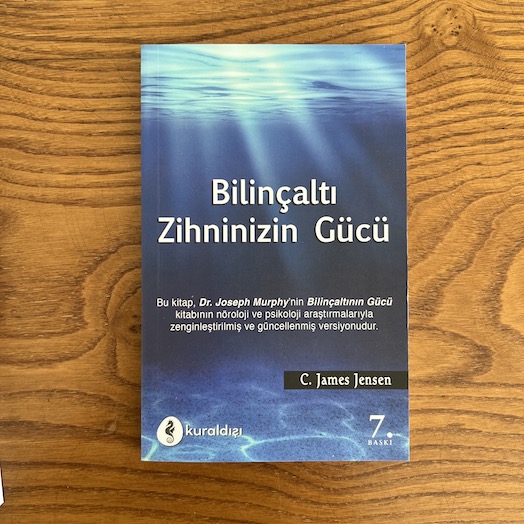 Bilinçaltı
Zihninizin Gücü
Bu kitap, Dr. Joseph Murphy'nin Bilinçaltının Gücü
kitabının nöroloji ve psikoloji araştırmalarıyla
zenginleştirilmiş ve güncellenmiş versiyonudur.
C. James Jensen
kuraldışı
7.
BASKI